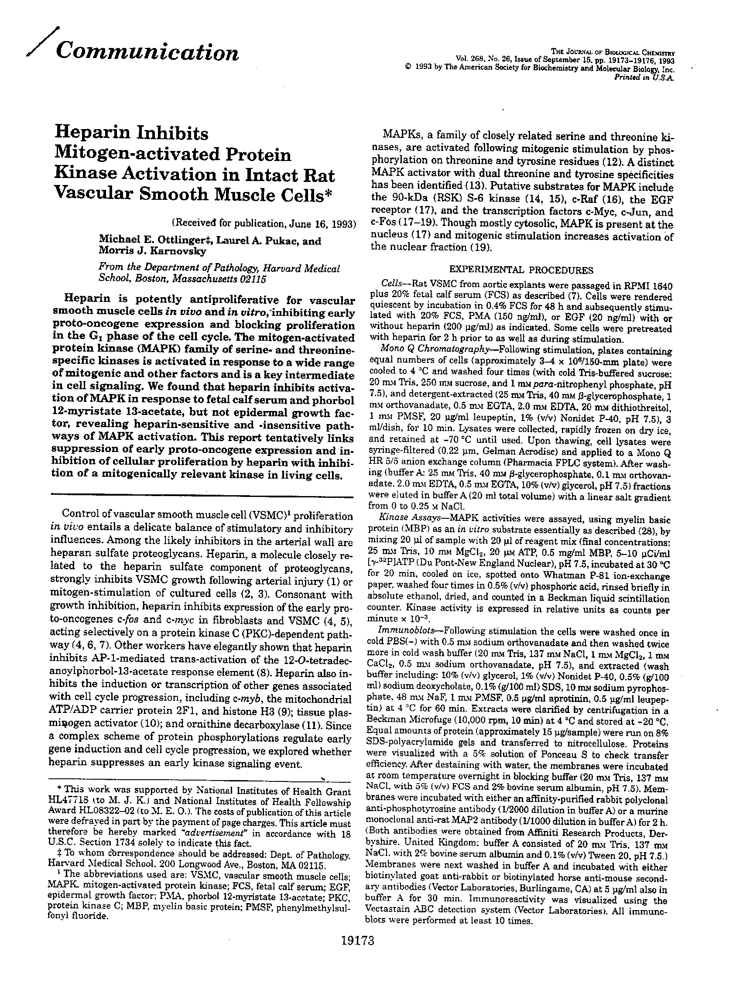 Communication
THE JOURNAL OF BIOLOGICAL CHEMISTRY
Vol. 268, No. 26, Issue of September 15, pp. 19173-19176, 1993
© 1993 by The American Society for Biochemistry and Molecular Biology, Inc.
Printed in U.S.A.
Heparin Inhibits
Mitogen-activated Protein
Kinase Activation in Intact Rat
Vascular Smooth Muscle Cells*
(Received for publication, June 16, 1993)
Michael E. Ottlinger‡, Laurel A. Pukac, and
Morris J. Karnovsky
From the Department of Pathology, Harvard Medical
School, Boston, Massachusetts 02115
Heparin is potently antiproliferative for vascular
smooth muscle cells in vivo and in vitro, inhibiting early
proto-oncogene expression and blocking proliferation
in the G₁ phase of the cell cycle. The mitogen-activated
protein kinase (MAPK) family of serine- and threonine-
specific kinases is activated in response to a wide range
of mitogenic and other factors and is a key intermediate
in cell signaling. We found that heparin inhibits activa-
tion of MAPK in response to fetal calf serum and phorbol
12-myristate 13-acetate, but not epidermal growth fac-
tor, revealing heparin-sensitive and -insensitive path-
ways of MAPK activation. This report tentatively links
suppression of early proto-oncogene expression and in-
hibition of cellular proliferation by heparin with inhibi-
tion of a mitogenically relevant kinase in living cells.
Control of vascular smooth muscle cell (VSMC)¹ proliferation
in vivo entails a delicate balance of stimulatory and inhibitory
influences. Among the likely inhibitors in the arterial wall are
heparan sulfate proteoglycans. Heparin, a molecule closely re-
lated to the heparin sulfate component of proteoglycans,
strongly inhibits VSMC growth following arterial injury (1) or
mitogen-stimulation of cultured cells (2, 3). Consonant with
growth inhibition, heparin inhibits expression of the early pro-
to-oncogenes c-fos and c-myc in fibroblasts and VSMC (4, 5),
acting selectively on a protein kinase C (PKC)-dependent path-
way (4, 6, 7). Other workers have elegantly shown that heparin
inhibits AP-1-mediated trans-activation of the 12-O-tetradec-
anoylphorbol-13-acetate response element (8). Heparin also in-
hibits the induction or transcription of other genes associated
with cell cycle progression, including c-myb, the mitochondrial
ATP/ADP carrier protein 2F1, and histone H3 (9); tissue plas-
minogen activator (10); and ornithine decarboxylase (11). Since
a complex scheme of protein phosphorylations regulate early
gene induction and cell cycle progression, we explored whether
heparin suppresses an early kinase signaling event.
* This work was supported by National Institutes of Health Grant
HL47718 (to M. J. K.) and National Institutes of Health Fellowship
Award HL08322-02 (to M. E. O.). The costs of publication of this article
were defrayed in part by the payment of page charges. This article must
therefore be hereby marked "advertisement" in accordance with 18
U.S.C. Section 1734 solely to indicate this fact.
‡ To whom correspondence should be addressed: Dept. of Pathology,
Harvard Medical School, 200 Longwood Ave., Boston, MA 02115.
¹ The abbreviations used are: VSMC, vascular smooth muscle cells;
MAPK, mitogen-activated protein kinase; FCS, fetal calf serum; EGF,
epidermal growth factor; PMA, phorbol 12-myristate 13-acetate; PKC,
protein kinase C; MBP, myelin basic protein; PMSF, phenylmethylsul-
fonyl fluoride.
MAPKs, a family of closely related serine and threonine ki-
nases, are activated following mitogenic stimulation by phos-
phorylation on threonine and tyrosine residues (12). A distinct
MAPK activator with dual threonine and tyrosine specificities
has been identified (13). Putative substrates for MAPK include
the 90-kDa (RSK) S-6 kinase (14, 15), c-Raf (16), the EGF
receptor (17), and the transcription factors c-Myc, c-Jun, and
c-Fos (17-19). Though mostly cytosolic, MAPK is present at the
nucleus (17) and mitogenic stimulation increases activation of
the nuclear fraction (19).
EXPERIMENTAL PROCEDURES
Cells—Rat VSMC from aortic explants were passaged in RPMI 1640
plus 20% fetal calf serum (FCS) as described (7). Cells were rendered
quiescent by incubation in 0.4% FCS for 48 h and subsequently stimu-
lated with 20% FCS, PMA (150 ng/ml), or EGF (20 ng/ml) with or
without heparin (200 µg/ml) as indicated. Some cells were pretreated
with heparin for 2 h prior to as well as during stimulation.
Mono Q Chromatography—Following stimulation, plates containing
equal numbers of cells (approximately 3–4 × 10⁶/150-mm plate) were
cooled to 4 °C and washed four times (with cold Tris-buffered sucrose:
20 mM Tris, 250 mM sucrose, and 1 mM para-nitrophenyl phosphate, pH
7.5), and detergent-extracted (25 mM Tris, 40 mM β-glycerophosphate, 1
mM orthovanadate, 0.5 mM EGTA, 2.0 mM EDTA, 20 mM dithiothreitol,
1 mM PMSF, 20 µg/ml leupeptin, 1% (v/v) Nonidet P-40, pH 7.5), 3
ml/dish, for 10 min. Lysates were collected, rapidly frozen on dry ice,
and retained at -70 °C until used. Upon thawing, cell lysates were
syringe-filtered (0.22 µm, Gelman Acrodisc) and applied to a Mono Q
HR 5/5 anion exchange column (Pharmacia FPLC system). After wash-
ing (buffer A: 25 mM Tris, 40 mM β-glycerophosphate, 0.1 mM orthovan-
adate. 2.0 mM EDTA, 0.5 mM EGTA, 10% (v/v) glycerol, pH 7.5) fractions
were eluted in buffer A (20 ml total volume) with a linear salt gradient
from 0 to 0.25 M NaCl.
Kinase Assays—MAPK activities were assayed, using myelin basic
protein (MBP) as an in vitro substrate essentially as described (28), by
mixing 20 µl of sample with 20 µl of reagent mix (final concentrations:
25 mM Tris, 10 mM MgCl₂, 20 µM ATP, 0.5 mg/ml MBP, 5–10 µCi/ml
[γ-³²P]ATP (Du Pont-New England Nuclear), pH 7.5, incubated at 30 °C
for 20 min, cooled on ice, spotted onto Whatman P-81 ion-exchange
paper, washed four times in 0.5% (v/v) phosphoric acid, rinsed briefly in
absolute ethanol, dried, and counted in a Beckman liquid scintillation
counter. Kinase activity is expressed in relative units as counts per
minute × 10⁻³.
Immunoblots—Following stimulation the cells were washed once in
cold PBS(-) with 0.5 mM sodium orthovanadate and then washed twice
more in cold wash buffer (20 mM Tris, 137 mM NaCl, 1 mM MgCl₂, 1 mM
CaCl₂, 0.5 mM sodium orthovanadate, pH 7.5), and extracted (wash
buffer including: 10% (v/v) glycerol, 1% (v/v) Nonidet P-40, 0.5% (g/100
ml) sodium deoxycholate, 0.1% (g/100 ml) SDS, 10 mM sodium pyrophos-
phate, 48 mM NaF, 1 mM PMSF, 0.5 µg/ml aprotinin, 0.5 µg/ml leupep-
tin) at 4 °C for 60 min. Extracts were clarified by centrifugation in a
Beckman Microfuge (10,000 rpm, 10 min) at 4 °C and stored at -20 °C.
Equal amounts of protein (approximately 15 µg/sample) were run on 8%
SDS-polyacrylamide gels and transferred to nitrocellulose. Proteins
were visualized with a 5% solution of Ponceau S to check transfer
efficiency. After destaining with water, the membranes were incubated
at room temperature overnight in blocking buffer (20 mM Tris, 137 mM
NaCl, with 5% (v/v) FCS and 2% bovine serum albumin, pH 7.5). Mem-
branes were incubated with either an affinity-purified rabbit polyclonal
anti-phosphotyrosine antibody (1/2000 dilution in buffer A) or a murine
monoclonal anti-rat MAP2 antibody (1/1000 dilution in buffer A) for 2 h.
(Both antibodies were obtained from Affiniti Research Products, Der-
byshire. United Kingdom; buffer A consisted of 20 mM Tris, 137 mM
NaCl. with 2% bovine serum albumin and 0.1% (v/v) Tween 20, pH 7.5.)
Membranes were next washed in buffer A and incubated with either
biotinylated goat anti-rabbit or biotinylated horse anti-mouse second-
ary antibodies (Vector Laboratories, Burlingame, CA) at 5 µg/ml also in
buffer A for 30 min. Immunoreactivity was visualized using the
Vectastain ABC detection system (Vector Laboratories). All immuno-
blots were performed at least 10 times.
19173